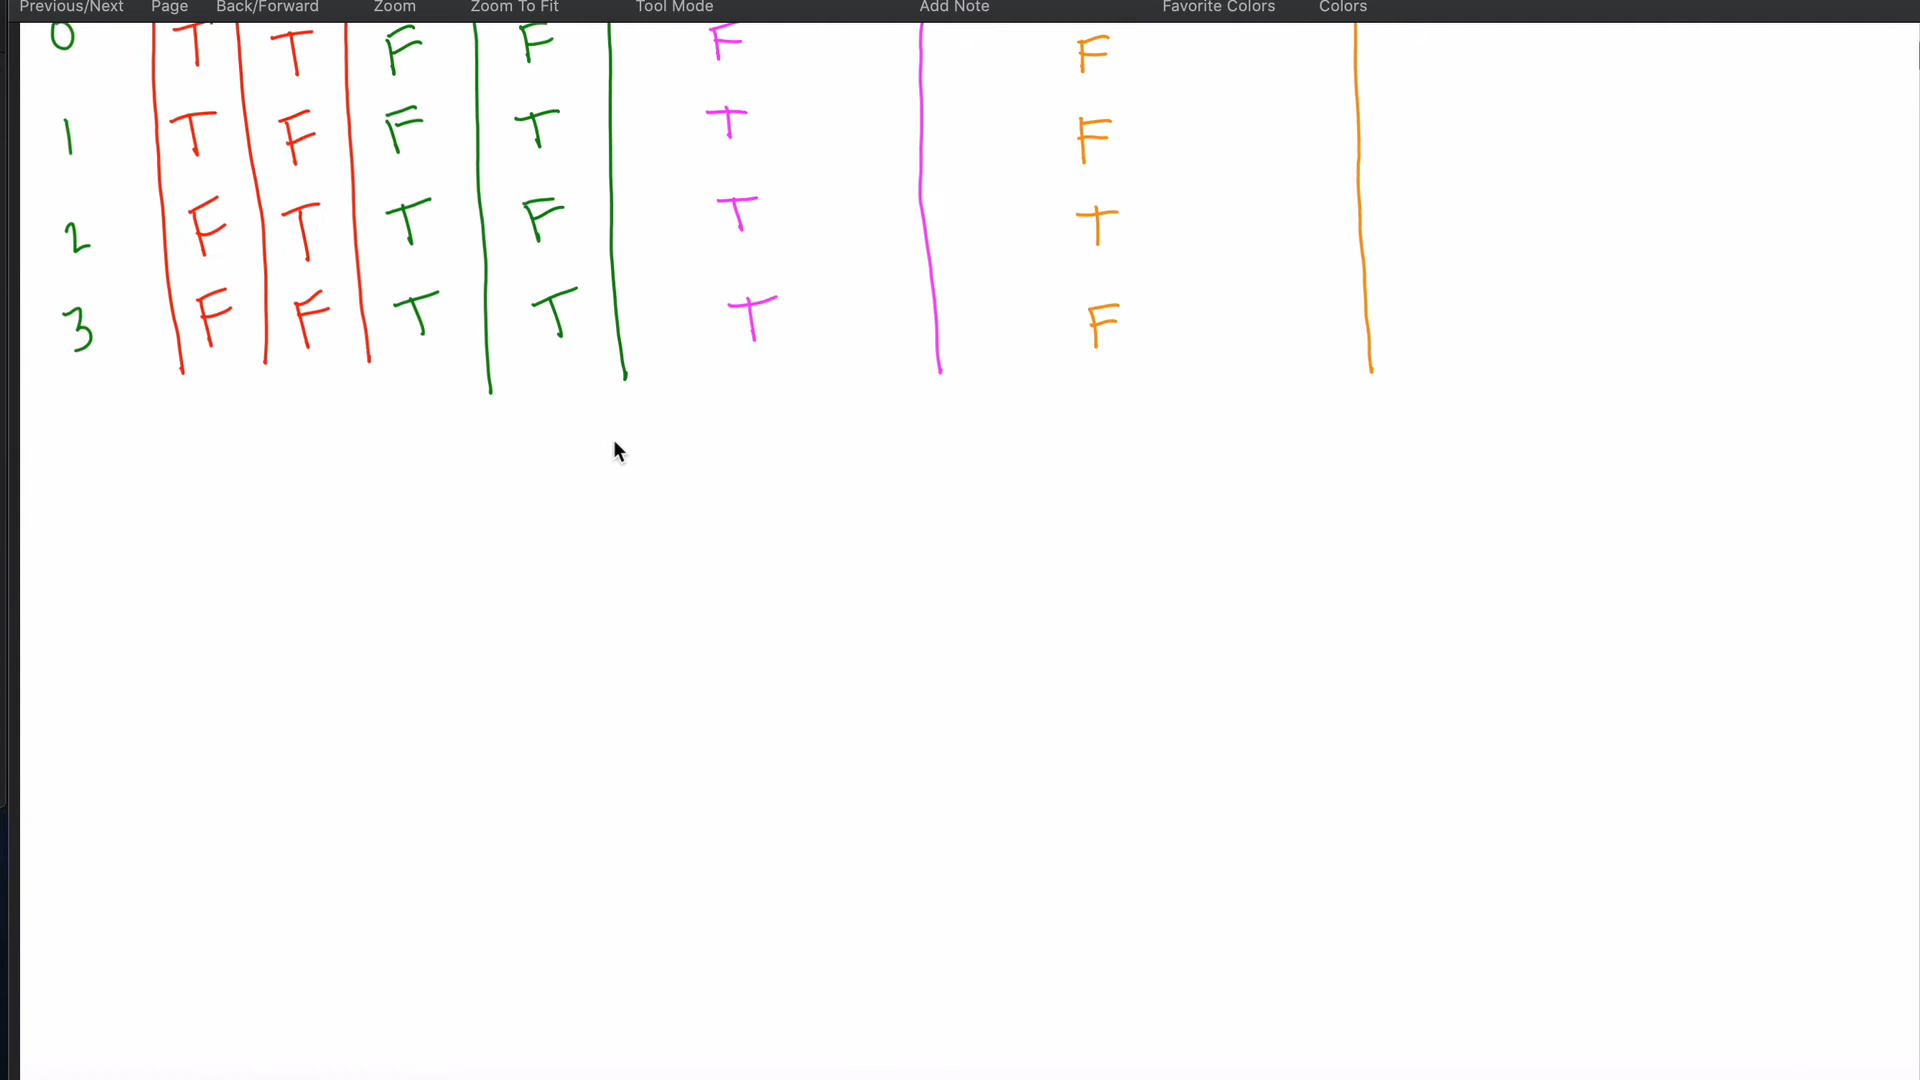 Previous/Next Page Back/Forward Zoom Zoom To Fit Tool Mode Add Note Favorite Colors Colors
0 T T F F F F
1 T F F T T F
2 F T T F T T
3 F F T T T F